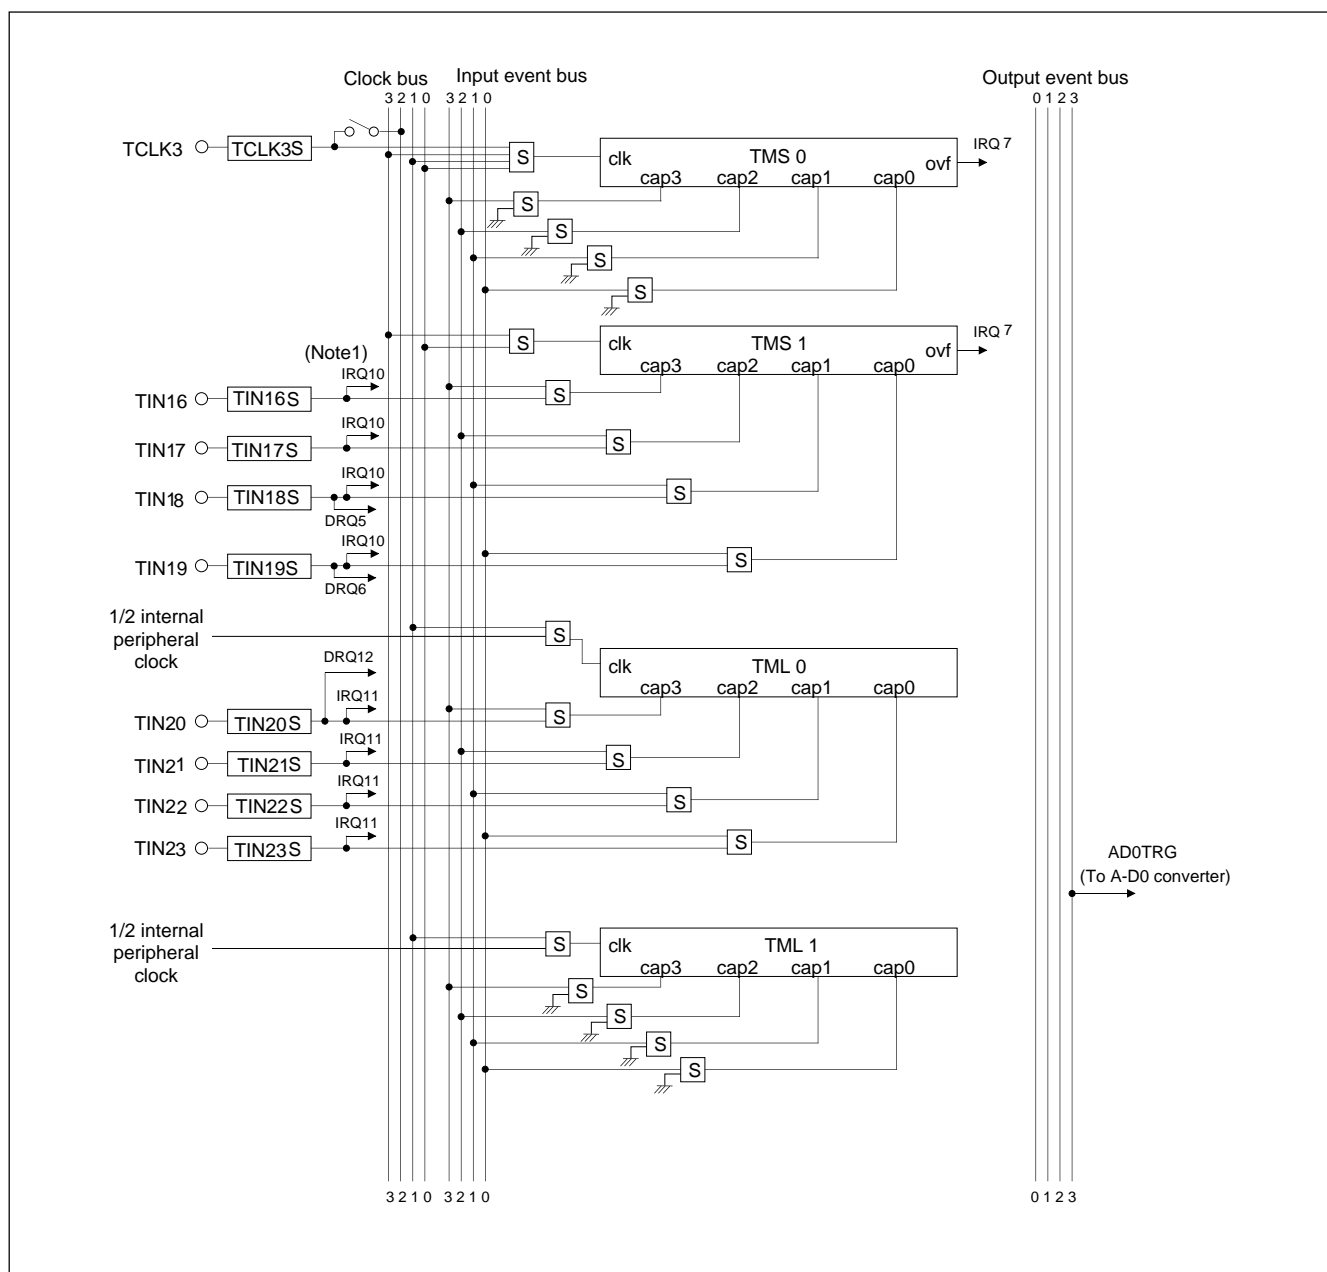 Clock bus
Input event bus
Output event bus
3 2 1 0
3 2 1 0
0 1 2 3
TCLK3
TCLK3S
S
clk
TMS 0
cap3
cap2
cap1
cap0
ovf
IRQ 7
S
S
S
S
S
clk
TMS 1
cap3
cap2
cap1
cap0
ovf
IRQ 7
(Note1)
TIN16
TIN16S
IRQ10
S
TIN17
TIN17S
IRQ10
S
TIN18
TIN18S
IRQ10
DRQ5
S
TIN19
TIN19S
IRQ10
DRQ6
S
1/2 internal
peripheral
clock
S
clk
TML 0
cap3
cap2
cap1
cap0
DRQ12
TIN20
TIN20S
IRQ11
S
TIN21
TIN21S
IRQ11
S
TIN22
TIN22S
IRQ11
S
TIN23
TIN23S
IRQ11
S
AD0TRG
(To A-D0 converter)
1/2 internal
peripheral
clock
S
clk
TML 1
cap3
cap2
cap1
cap0
S
S
S
S
3 2 1 0
3 2 1 0
0 1 2 3